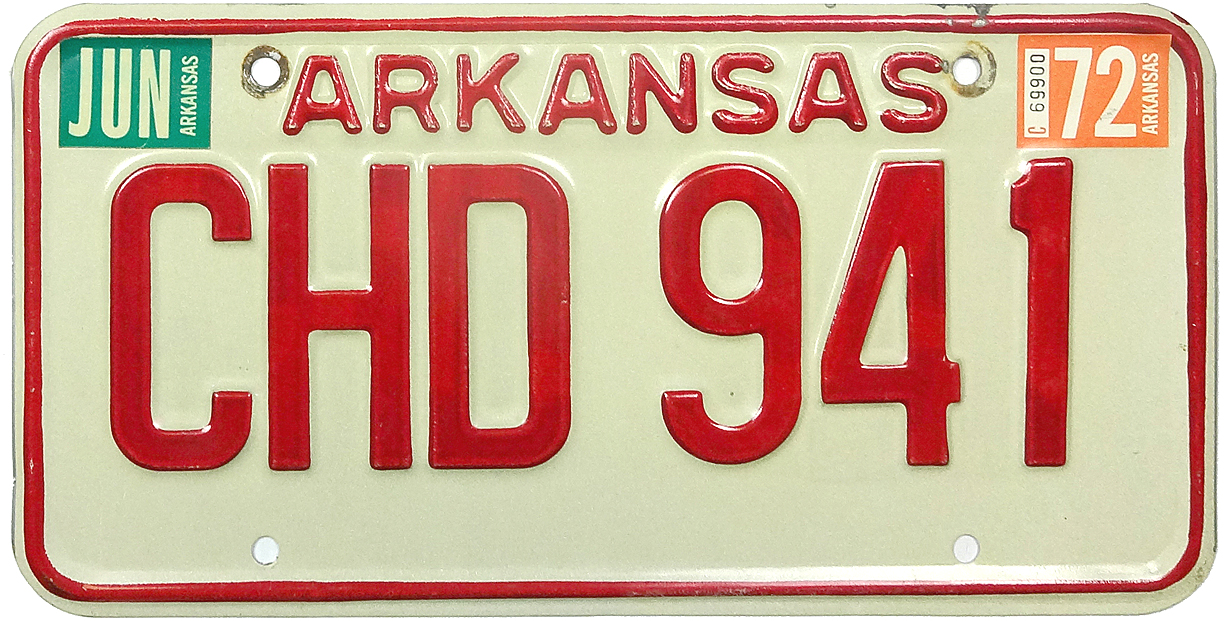 JUN ARKANSAS
ARKANSAS
C 69900
72 ARKANSAS
CHD 941